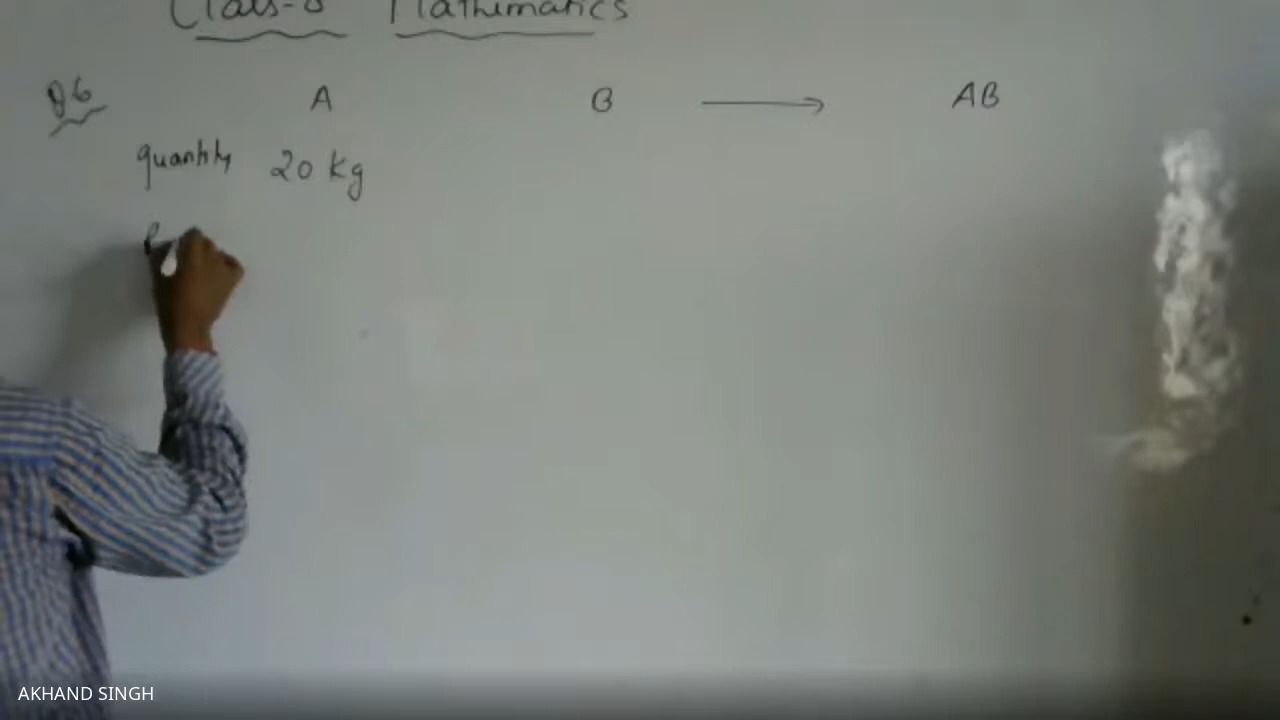 Class-8 Mathematics
Q6 A B → AB
quantity 20 kg
AKHAND SINGH